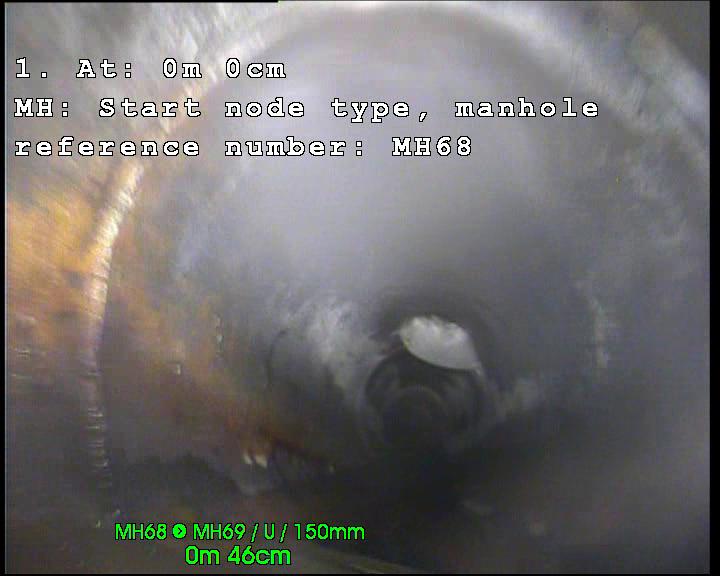 1. At: 0m 0cm
MH: Start node type, manhole
reference number: MH68
MH68 MH69 / U / 150mm
0m 46cm